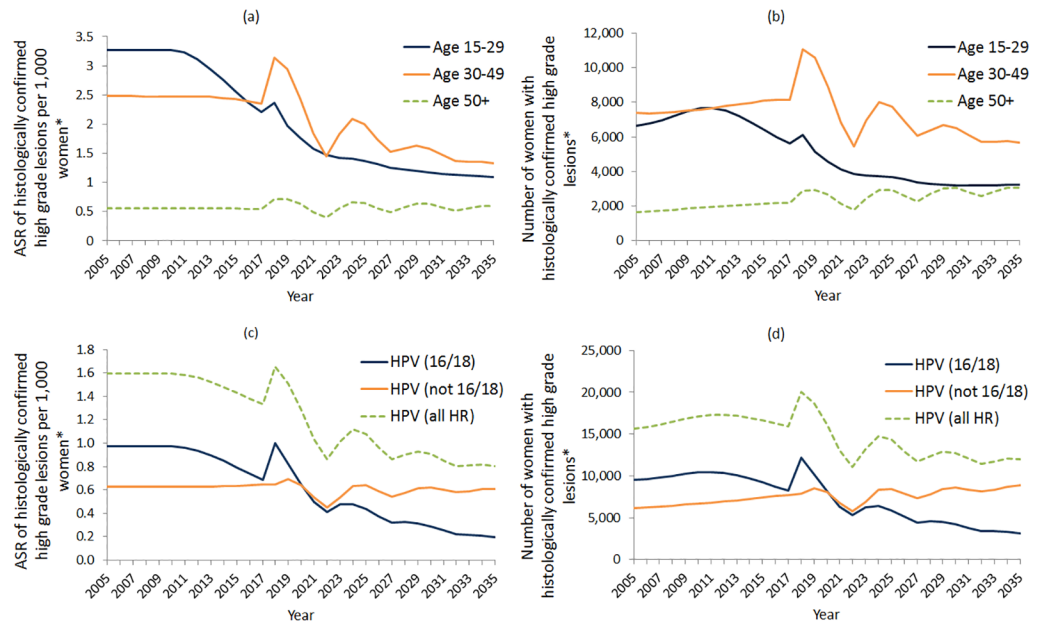 (a)
ASR of histologically confirmed
high grade lesions per 1,000
women*
3.5
3
2.5
2
1.5
1
0.5
0
Age 15-29
Age 30-49
Age 50+
2005
2007
2009
2011
2013
2015
2017
2019
2021
2023
2025
2027
2029
2031
2033
2035
Year
(b)
Number of women with
histologically confirmed high grade
lesions*
12,000
10,000
8,000
6,000
4,000
2,000
0
Age 15-29
Age 30-49
Age 50+
2005
2007
2009
2011
2013
2015
2017
2019
2021
2023
2025
2027
2029
2031
2033
2035
Year
(c)
ASR of histologically confirmed
high grade lesions per 1,000
women*
1.8
1.6
1.4
1.2
1.0
0.8
0.6
0.4
0.2
0.0
HPV (16/18)
HPV (not 16/18)
HPV (all HR)
2005
2007
2009
2011
2013
2015
2017
2019
2021
2023
2025
2027
2029
2031
2033
2035
Year
(d)
Number of women with
histologically confirmed high grade
lesions*
25,000
20,000
15,000
10,000
5,000
0
HPV (16/18)
HPV (not 16/18)
HPV (all HR)
2005
2007
2009
2011
2013
2015
2017
2019
2021
2023
2025
2027
2029
2031
2033
2035
Year